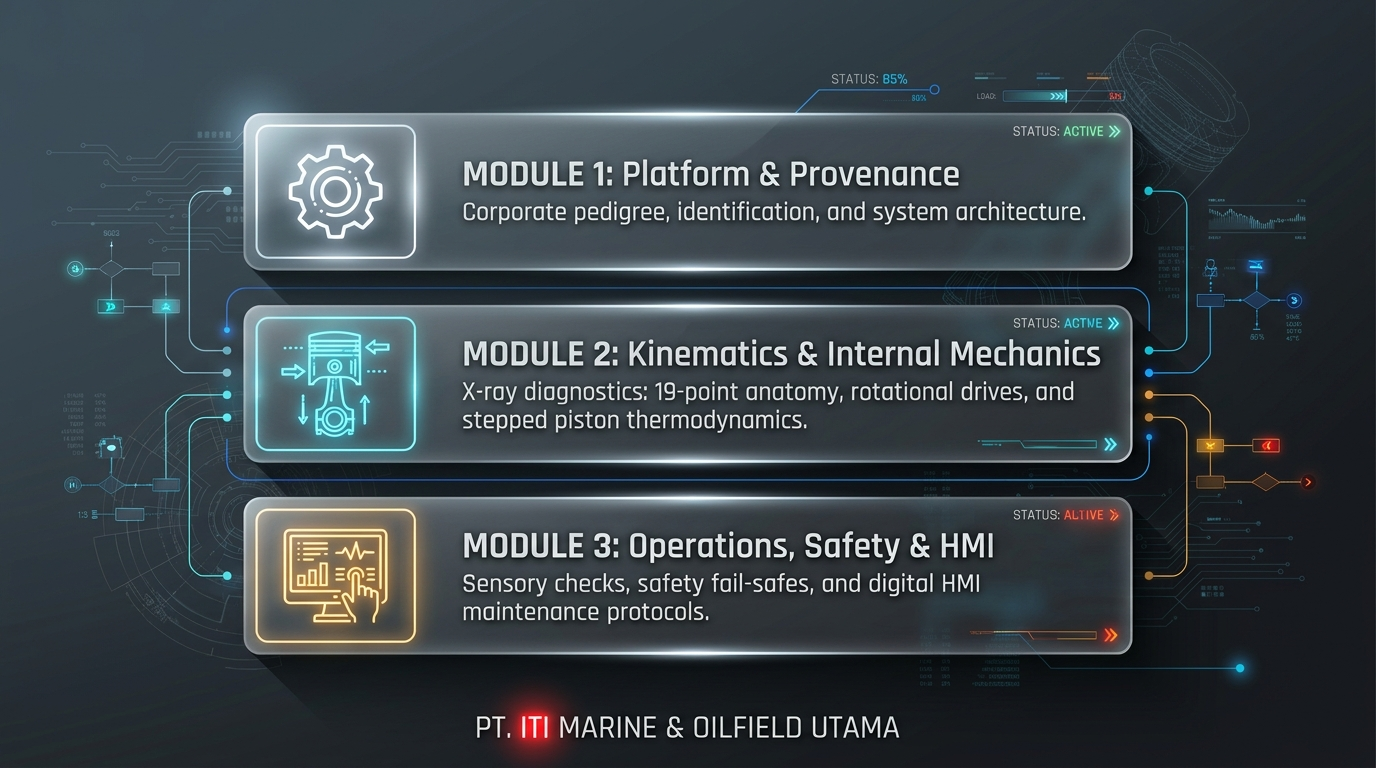 STATUS: 85%
80%
LOAD:
STATUS: ACTIVE
MODULE 1: Platform & Provenance
Corporate pedigree, identification, and system architecture.
STATUS: ACTIVE
MODULE 2: Kinematics & Internal Mechanics
X-ray diagnostics: 19-point anatomy, rotational drives, and
stepped piston thermodynamics.
STATUS: ALTIVE
MODULE 3: Operations, Safety & HMI
Sensory checks, safety fail-safes, and digital HMI
maintenance protocols.
PT. ITI MARINE & OILFIELD UTAMA